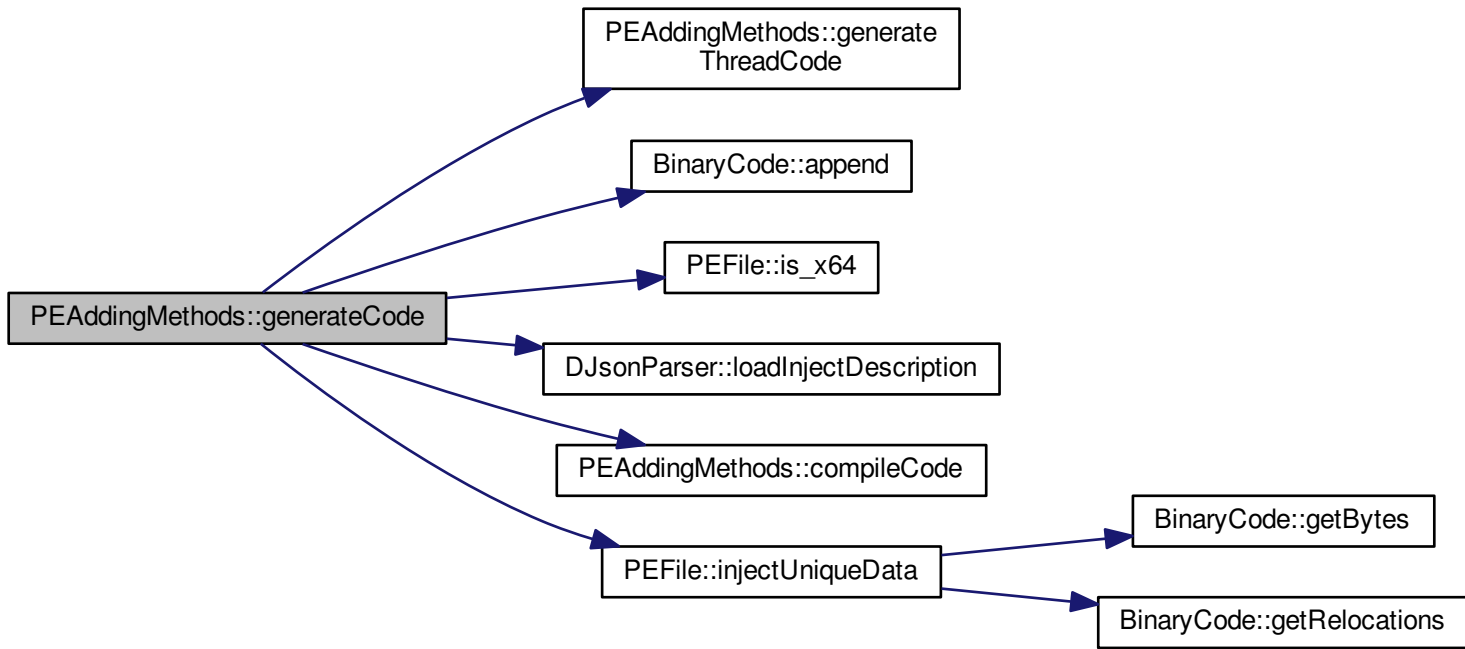 PEAddingMethods::generate
ThreadCode
BinaryCode::append
PEFile::is_x64
PEAddingMethods::generateCode
DJsonParser::loadInjectDescription
PEAddingMethods::compileCode
BinaryCode::getBytes
PEFile::injectUniqueData
BinaryCode::getRelocations